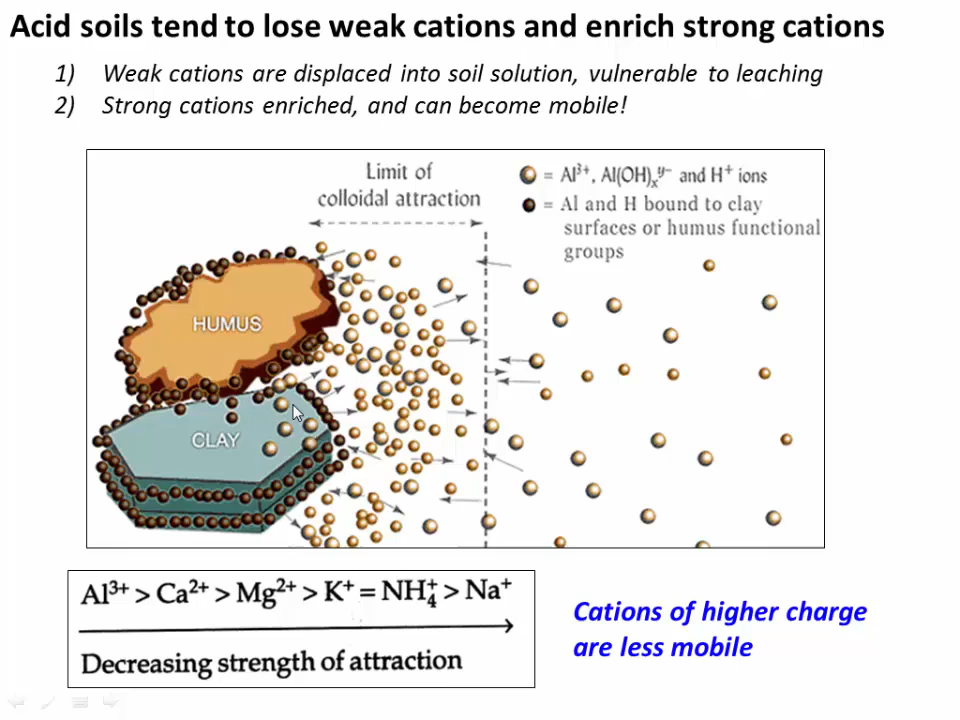 Acid soils tend to lose weak cations and enrich strong cations
1) Weak cations are displaced into soil solution, vulnerable to leaching
2) Strong cations enriched, and can become mobile!
Limit of
colloidal attraction
= Al³⁺, Al(OH)ₓʸ⁻ and H⁺ ions
= Al and H bound to clay
surfaces or humus functional
groups
HUMUS
CLAY
Al³⁺ > Ca²⁺ > Mg²⁺ > K⁺ = NH₄⁺ > Na⁺
Decreasing strength of attraction
Cations of higher charge
are less mobile